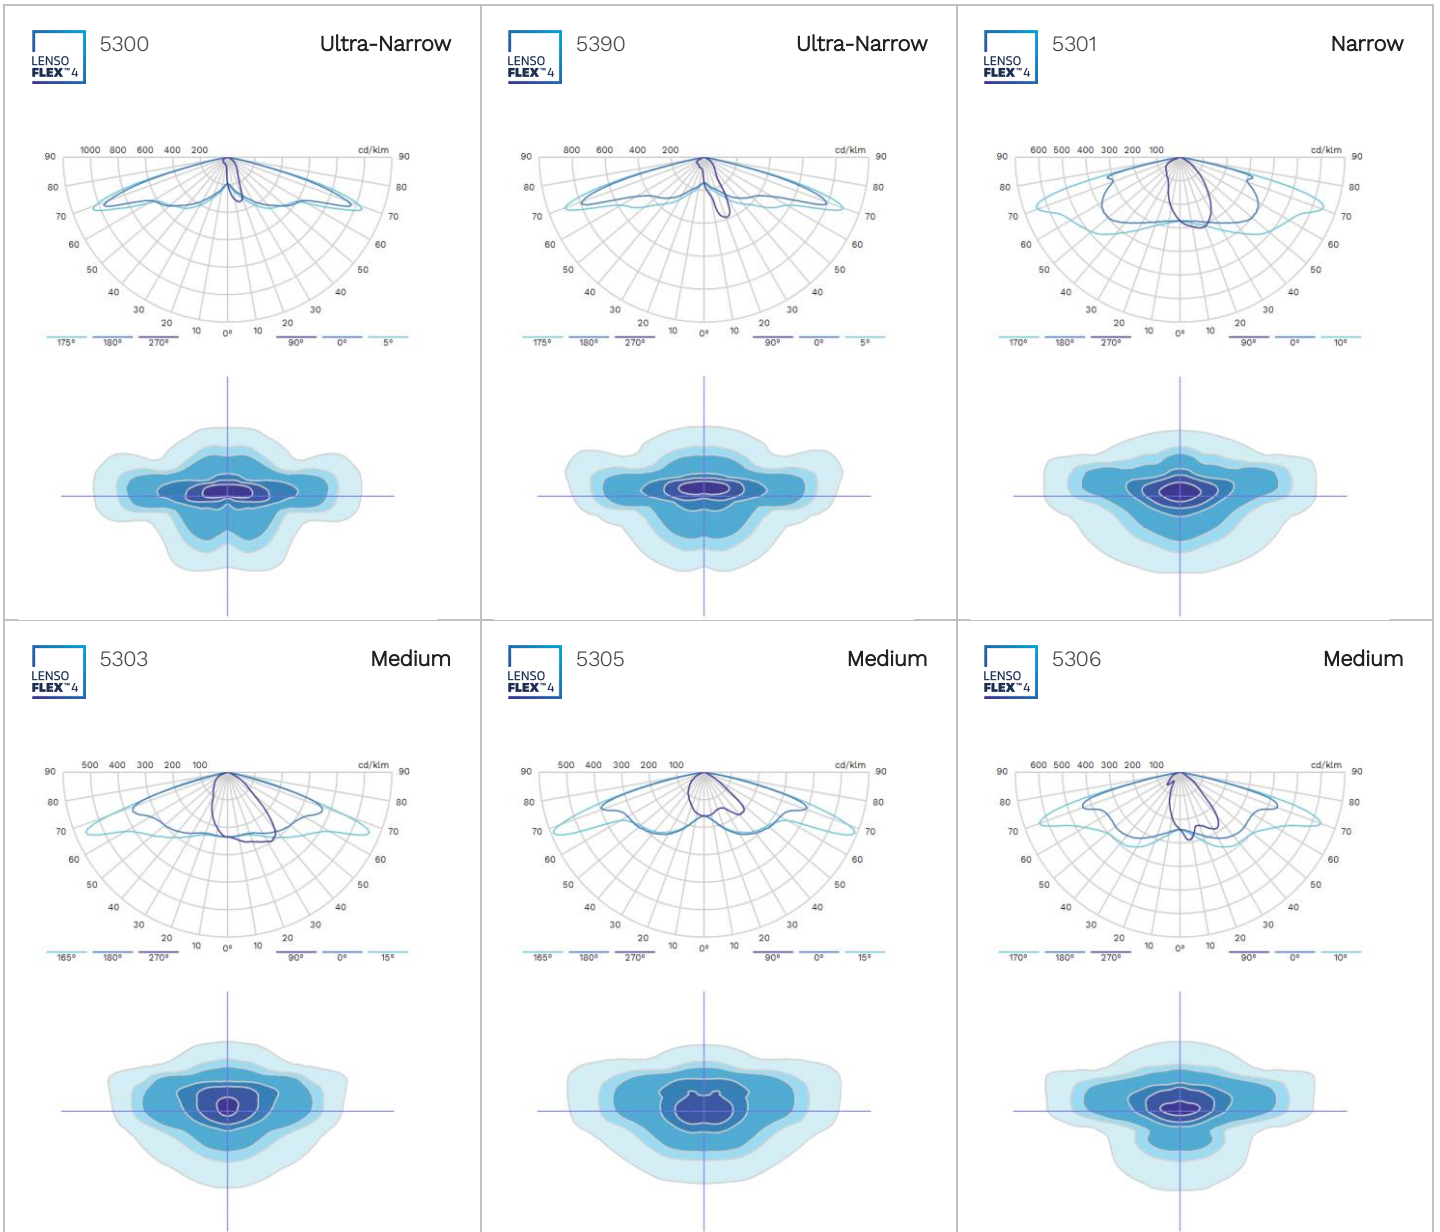 LENSO
FLEX™4
5300
Ultra-Narrow
90 1000 800 600 400 200 cd/klm 90
80 80
70 70
60 60
50 50
40 40
30 30
20 10 0° 10 20
175° 180° 270° 90° 0° 5°
LENSO
FLEX™4
5390
Ultra-Narrow
90 800 600 400 200 cd/klm 90
80 80
70 70
60 60
50 50
40 40
30 30
20 10 0° 10 20
175° 180° 270° 90° 0° 5°
LENSO
FLEX™4
5301
Narrow
90 600 500 400 300 200 100 cd/klm 90
80 80
70 70
60 60
50 50
40 40
30 30
20 10 0° 10 20
170° 180° 270° 90° 0° 10°
LENSO
FLEX™4
5303
Medium
90 500 400 300 200 100 cd/klm 90
80 80
70 70
60 60
50 50
40 40
30 30
20 10 0° 10 20
165° 180° 270° 90° 0° 15°
LENSO
FLEX™4
5305
Medium
90 500 400 300 200 100 cd/klm 90
80 80
70 70
60 60
50 50
40 40
30 30
20 10 0° 10 20
165° 180° 270° 90° 0° 15°
LENSO
FLEX™4
5306
Medium
90 600 500 400 300 200 100 cd/klm 90
80 80
70 70
60 60
50 50
40 40
30 30
20 10 0° 10 20
170° 180° 270° 90° 0° 10°